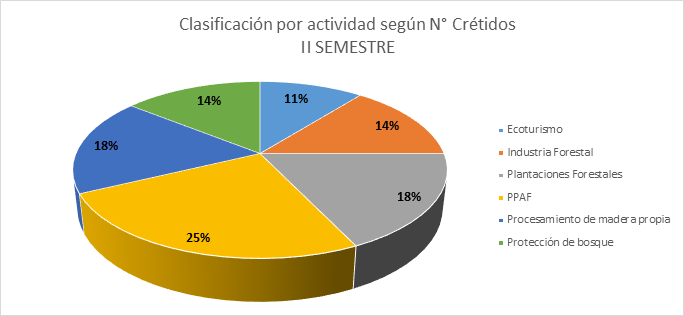 Clasificación por actividad según N° Crétidos
II SEMESTRE
11%
14%
18%
25%
18%
14%
Ecoturismo
Industria Forestal
Plantaciones Forestales
PPAF
Procesamiento de madera propia
Protección de bosque